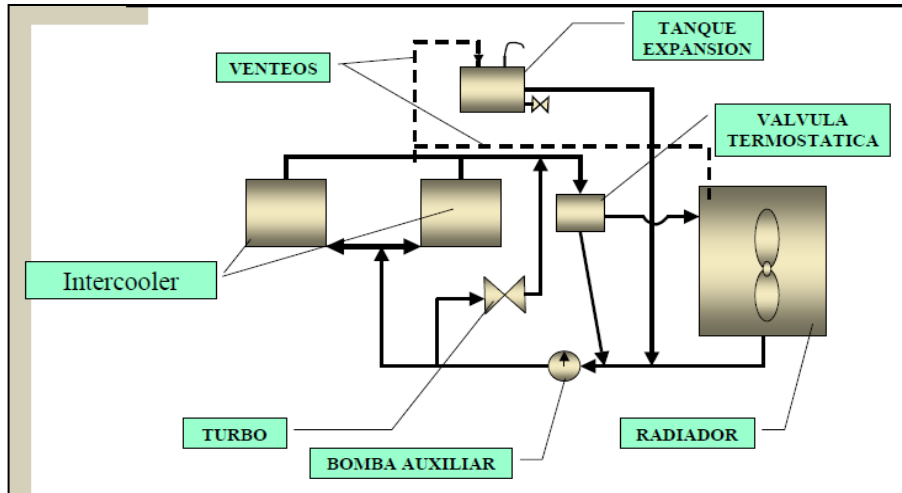 TANQUE
EXPANSION
VENTEOS
VALVULA
TERMOSTATICA
Intercooler
TURBO
BOMBA AUXILIAR
RADIADOR